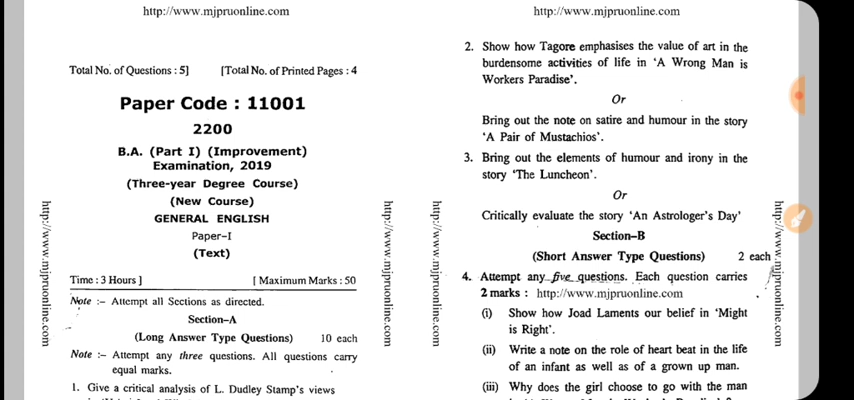 http://www.mjpruonline.com
Total No. of Questions : 5] [Total No. of Printed Pages : 4
Paper Code : 11001
2200
B.A. (Part I) (Improvement)
Examination, 2019
(Three-year Degree Course)
(New Course)
GENERAL ENGLISH
Paper–I
(Text)
Time : 3 Hours ] [ Maximum Marks : 50
Note :– Attempt all Sections as directed.
Section–A
(Long Answer Type Questions) 10 each
Note :– Attempt any three questions. All questions carry
equal marks.
1. Give a critical analysis of L. Dudley Stamp's views
http://www.mjpruonline.com
http://www.mjpruonline.com
http://www.mjpruonline.com
2. Show how Tagore emphasises the value of art in the
burdensome activities of life in 'A Wrong Man is
Workers Paradise'.
Or
Bring out the note on satire and humour in the story
'A Pair of Mustachios'.
3. Bring out the elements of humour and irony in the
story 'The Luncheon'.
Or
Critically evaluate the story 'An Astrologer's Day'
Section–B
(Short Answer Type Questions) 2 each
4. Attempt any five questions. Each question carries
2 marks : http://www.mjpruonline.com
(i) Show how Joad Laments our belief in 'Might
is Right'.
(ii) Write a note on the role of heart beat in the life
of an infant as well as of a grown up man.
(iii) Why does the girl choose to go with the man
http://www.mjpruonline.com
http://www.mjpruonline.com